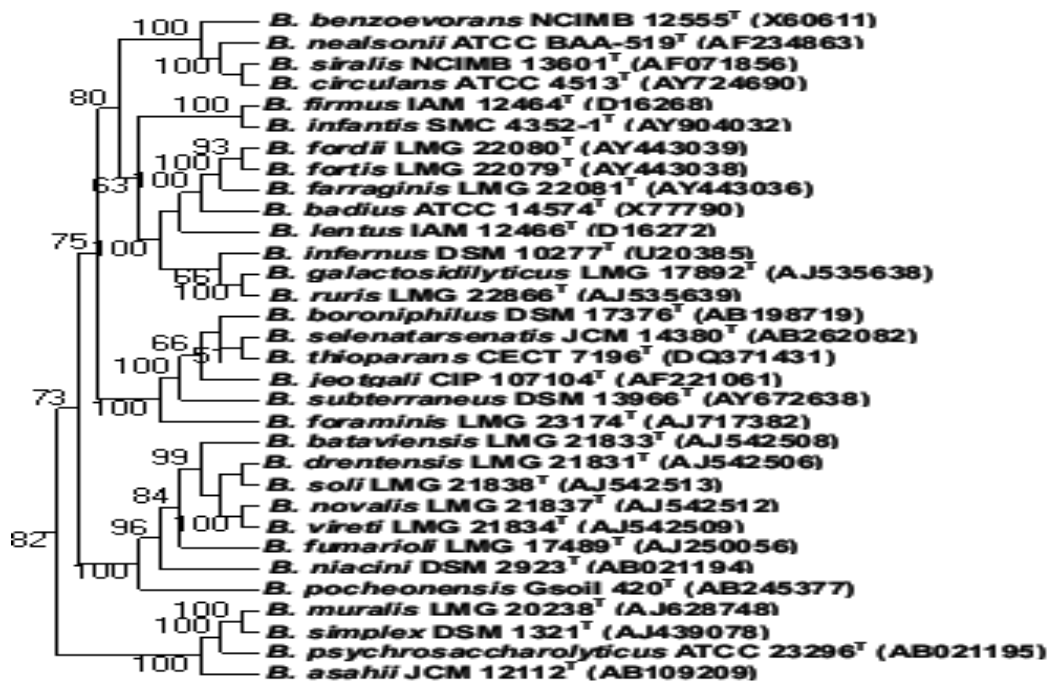 100 B. benzoevorans NCIMB 12555T (X60611)
B. nealsonii ATCC BAA-519T (AF234863)
100 B. siralis NCIMB 13601T (AF071856)
B. circulans ATCC 4513T (AY724690)
80
100 B. firmus IAM 12464T (D16268)
B. infantis SMC 4352-1T (AY904032)
93 B. fordii LMG 22080T (AY443039)
100 B. fortis LMG 22079T (AY443038)
63 100 B. farraginis LMG 22081T (AY443036)
B. badius ATCC 14574T (X77790)
B. lentus IAM 12466T (D16272)
75 100 B. infernus DSM 10277T (U20385)
66 B. galactosidilyticus LMG 17892T (AJ535638)
100 B. ruris LMG 22866T (AJ535639)
B. boroniphilus DSM 17376T (AB198719)
66 B. selenatarsenatis JCM 14380T (AB262082)
B. thioparans CECT 7196T (DQ371431)
100 B. jeotgali CIP 107104T (AF221061)
73 B. subterraneus DSM 13966T (AY672638)
100 B. foraminis LMG 23174T (AJ717382)
B. bataviensis LMG 21833T (AJ542508)
99 B. drentensis LMG 21831T (AJ542506)
B. soli LMG 21838T (AJ542513)
84 B. novalis LMG 21837T (AJ542512)
96 100 B. vireti LMG 21834T (AJ542509)
82 B. fumarioli LMG 17489T (AJ250056)
100 B. niacini DSM 2923T (AB021194)
B. pocheonensis Gsoil 420T (AB245377)
100 B. muralis LMG 20238T (AJ628748)
100 B. simplex DSM 1321T (AJ439078)
B. psychrosaccharolyticus ATCC 23296T (AB021195)
100 B. asahii JCM 12112T (AB109209)